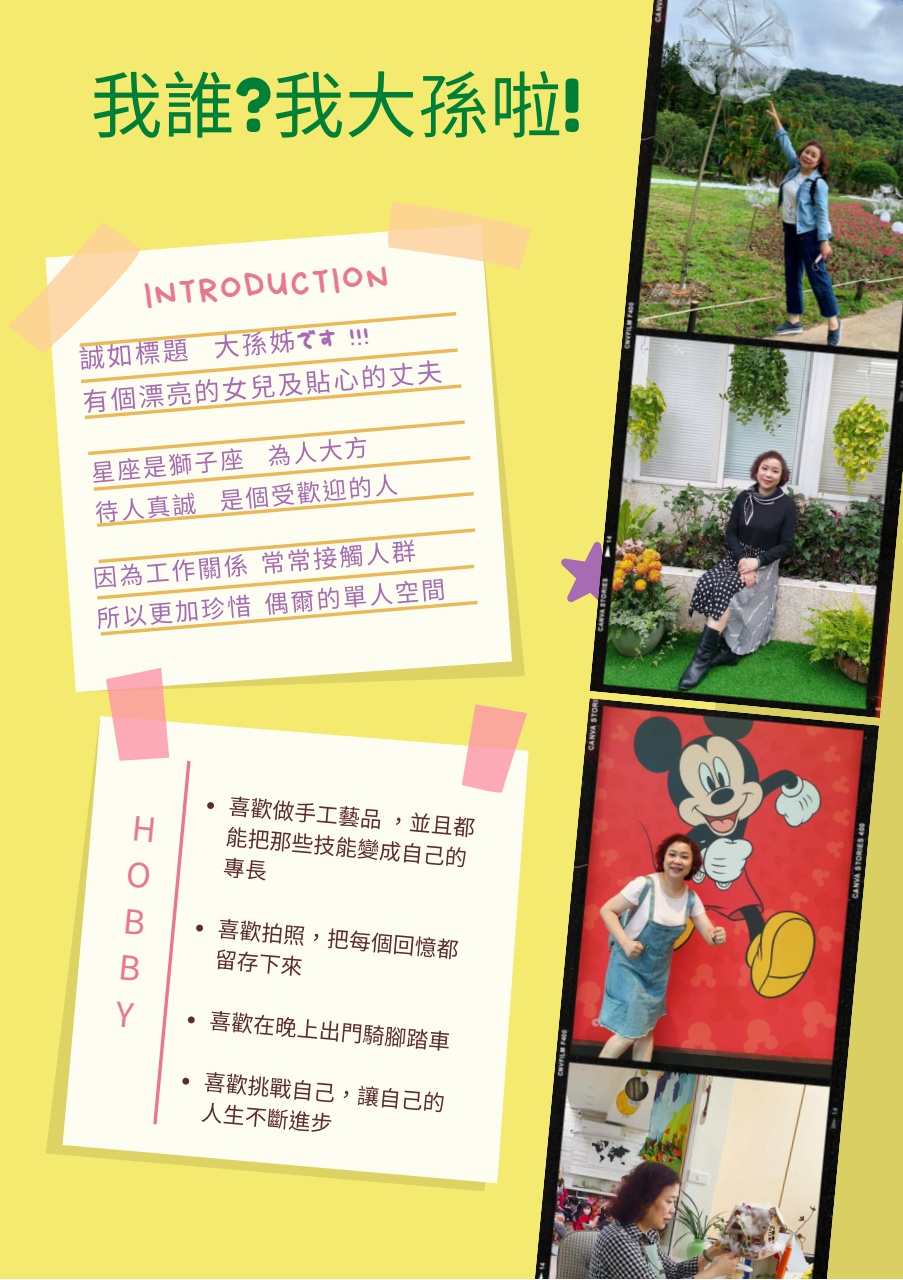 我誰?我大孫啦!
INTRODUCTION
誠如標題 大孫姊です !!!
有個漂亮的女兒及貼心的丈夫
星座是獅子座 為人大方
待人真誠 是個受歡迎的人
因為工作關係 常常接觸人群
所以更加珍惜 偶爾的單人空間
HOBBY
• 喜歡做手工藝品 ，並且都
能把那些技能變成自己的
專長
• 喜歡拍照，把每個回憶都
留存下來
• 喜歡在晚上出門騎腳踏車
• 喜歡挑戰自己，讓自己的
人生不斷進步
CNVFILM F400
14
CANVA STORIES
CANVA STORI
CANVA STORIES 400
CNVFILM F400
14
14